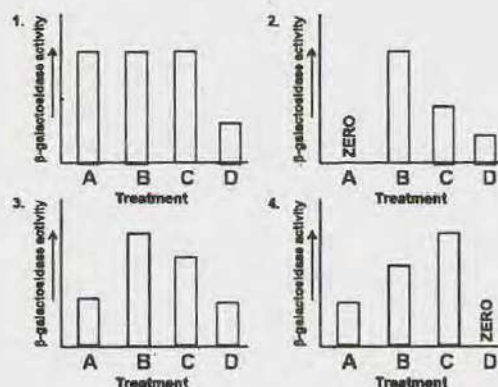 1.
β-galactosidase activity
A B C D
Treatment
2.
β-galactosidase activity
ZERO
A B C D
Treatment
3.
β-galactosidase activity
A B C D
Treatment
4.
β-galactosidase activity
ZERO
A B C D
Treatment